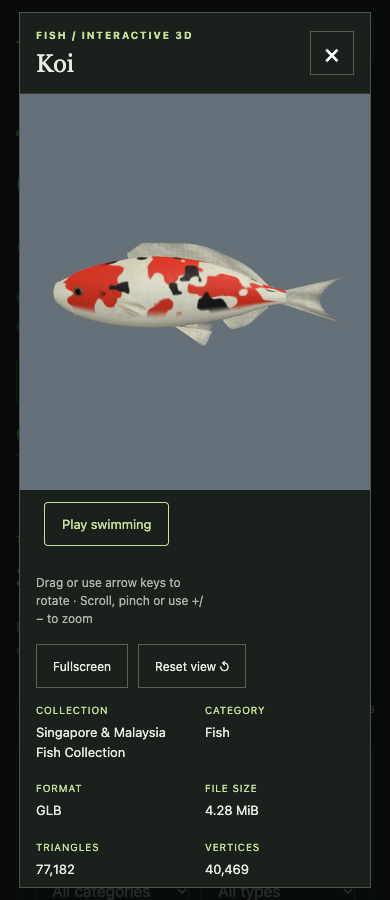 FISH / INTERACTIVE 3D
Koi
×
Play swimming
Drag or use arrow keys to
rotate · Scroll, pinch or use +/
− to zoom
Fullscreen
Reset view ↺
COLLECTION
Singapore & Malaysia
Fish Collection
CATEGORY
Fish
FORMAT
GLB
FILE SIZE
4.28 MiB
TRIANGLES
77,182
VERTICES
40,469
All categories
All types